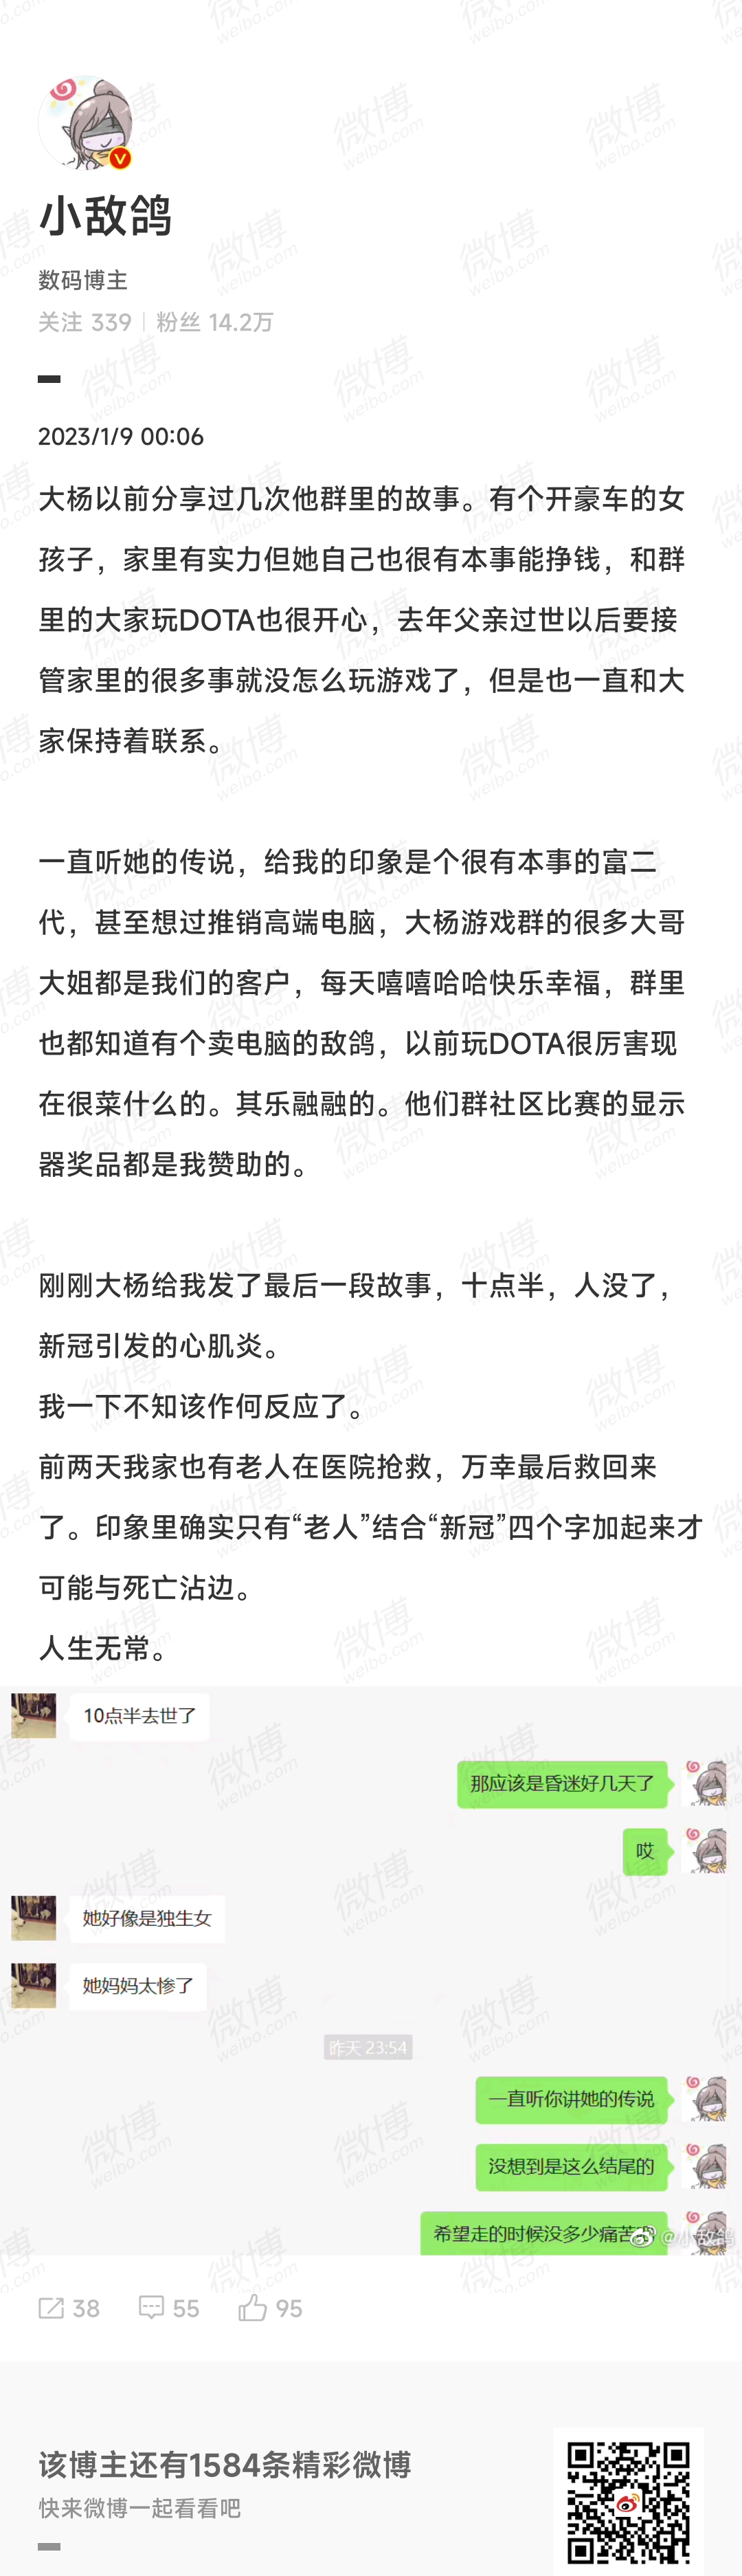 小敌鸽
数码博主
关注 339 | 粉丝 14.2万
2023/1/9 00:06
大杨以前分享过几次他群里的故事。有个开豪车的女
孩子，家里有实力但她自己也很有本事能挣钱，和群
里的大家玩DOTA也很开心，去年父亲过世以后要接
管家里的很多事就没怎么玩游戏了，但是也一直和大
家保持着联系。
一直听她的传说，给我的印象是个很有本事的富二
代，甚至想过推销高端电脑，大杨游戏群的很多大哥
大姐都是我们的客户，每天嘻嘻哈哈快乐幸福，群里
也都知道有个卖电脑的敌鸽，以前玩DOTA很厉害现
在很菜什么的。其乐融融的。他们群社区比赛的显示
器奖品都是我赞助的。
刚刚大杨给我发了最后一段故事，十点半，人没了，
新冠引发的心肌炎。
我一下不知该作何反应了。
前两天我家也有老人在医院抢救，万幸最后救回来
了。印象里确实只有“老人”结合“新冠”四个字加起来才
可能与死亡沾边。
人生无常。
10点半去世了
那应该是昏迷好几天了
哎
她好像是独生女
她妈妈太惨了
昨天 23:54
一直听你讲她的传说
没想到是这么结尾的
希望走的时候没多少痛苦
@小敌鸽
38 55 95
该博主还有1584条精彩微博
快来微博一起看看吧
微博
weibo.com